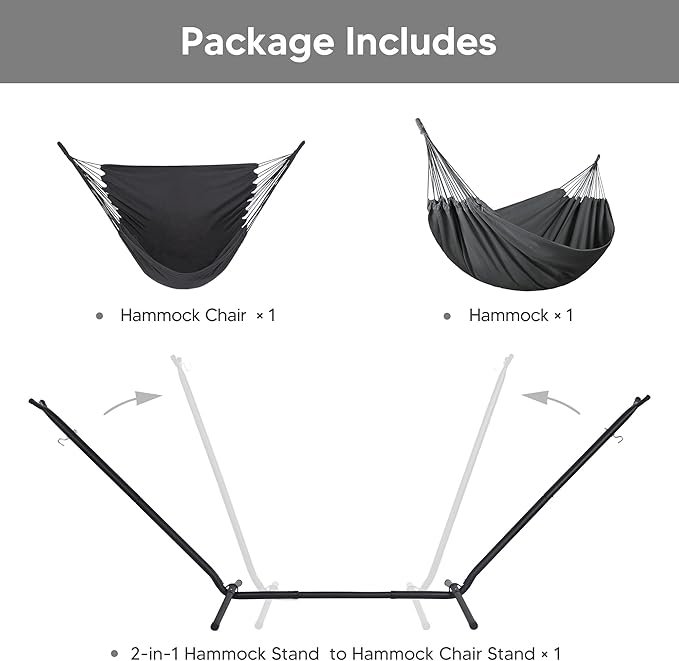 Package Includes
Hammock Chair × 1
Hammock × 1
2-in-1 Hammock Stand to Hammock Chair Stand × 1